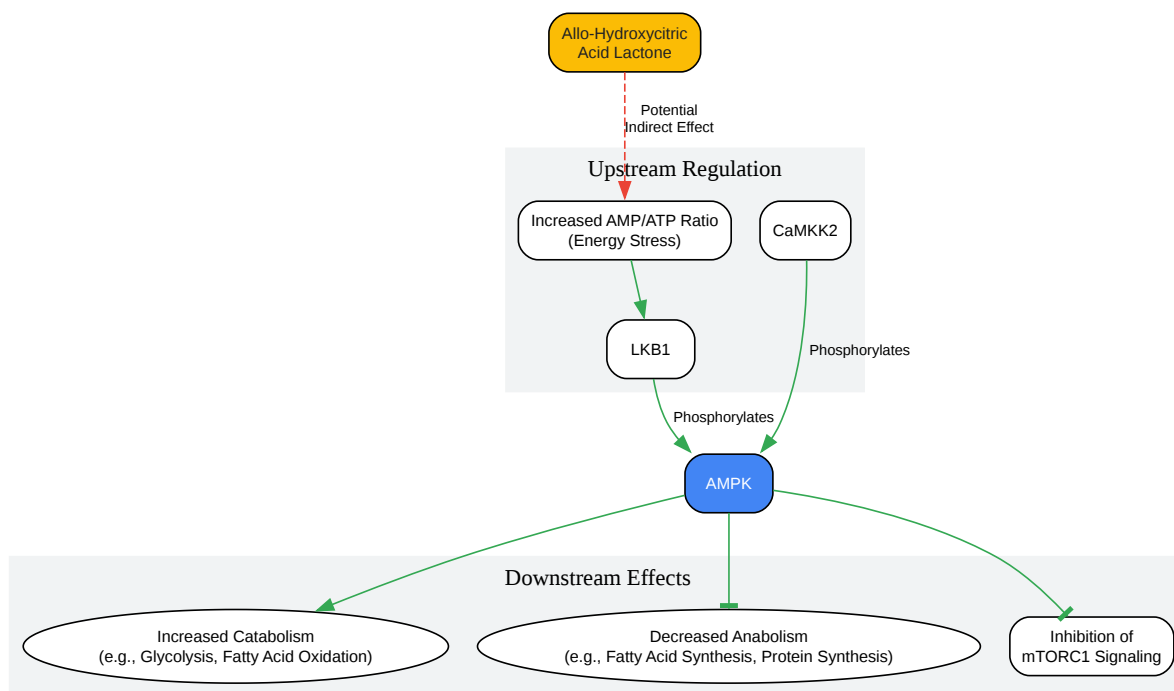 Allo-Hydroxycitric
Acid Lactone
Potential
Indirect Effect
Upstream Regulation
Increased AMP/ATP Ratio
(Energy Stress)
CaMKK2
LKB1
Phosphorylates
Phosphorylates
AMPK
Downstream Effects
Increased Catabolism
(e.g., Glycolysis, Fatty Acid Oxidation)
Decreased Anabolism
(e.g., Fatty Acid Synthesis, Protein Synthesis)
Inhibition of
mTORC1 Signaling